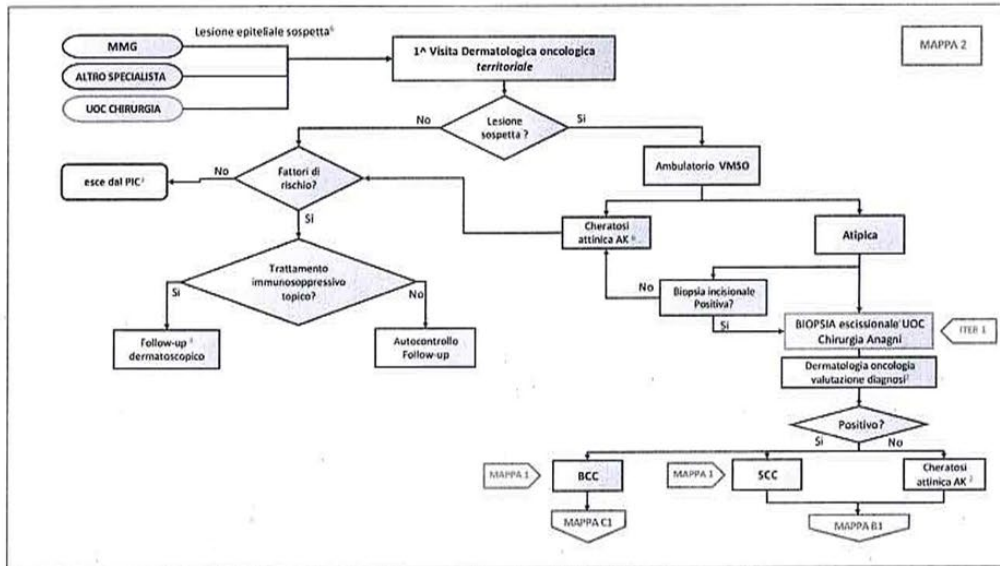 Lesione epiteliale sospetta⁶
MMG
ALTRO SPECIALISTA
UOC CHIRURGIA
1^ Visita Dermatologica oncologica
territoriale
MAPPA 2
No
Lesione
sospetta ?
Si
Ambulatorio VMSO
esce dal PIC
No
Fattori di
rischio?
Si
Cheratosi
attinica AK
Atipica
Trattamento
immunosoppressivo
topico?
Si
No
No
Biopsia incisionale
Positiva?
Si
Follow-up
dermatoscopico
Autocontrollo
Follow-up
BIOPSIA escissionale UOC
Chirurgia Anagni
ITER 1
Dermatologia oncologia
valutazione diagnosi
Positivo?
Si
No
MAPPA 1
BCC
MAPPA 1
SCC
Cheratosi
attinica AK
MAPPA C1
MAPPA B1